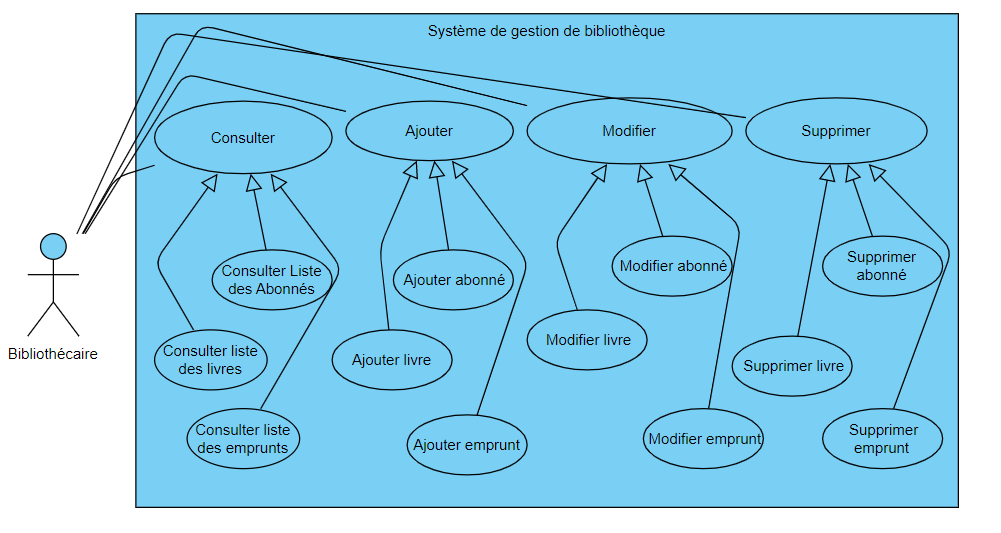 Système de gestion de bibliothèque
Consulter
Ajouter
Modifier
Supprimer
Consulter Liste
des Abonnés
Ajouter abonné
Modifier abonné
Supprimer
abonné
Bibliothécaire
Consulter liste
des livres
Ajouter livre
Modifier livre
Supprimer livre
Consulter liste
des emprunts
Ajouter emprunt
Modifier emprunt
Supprimer
emprunt